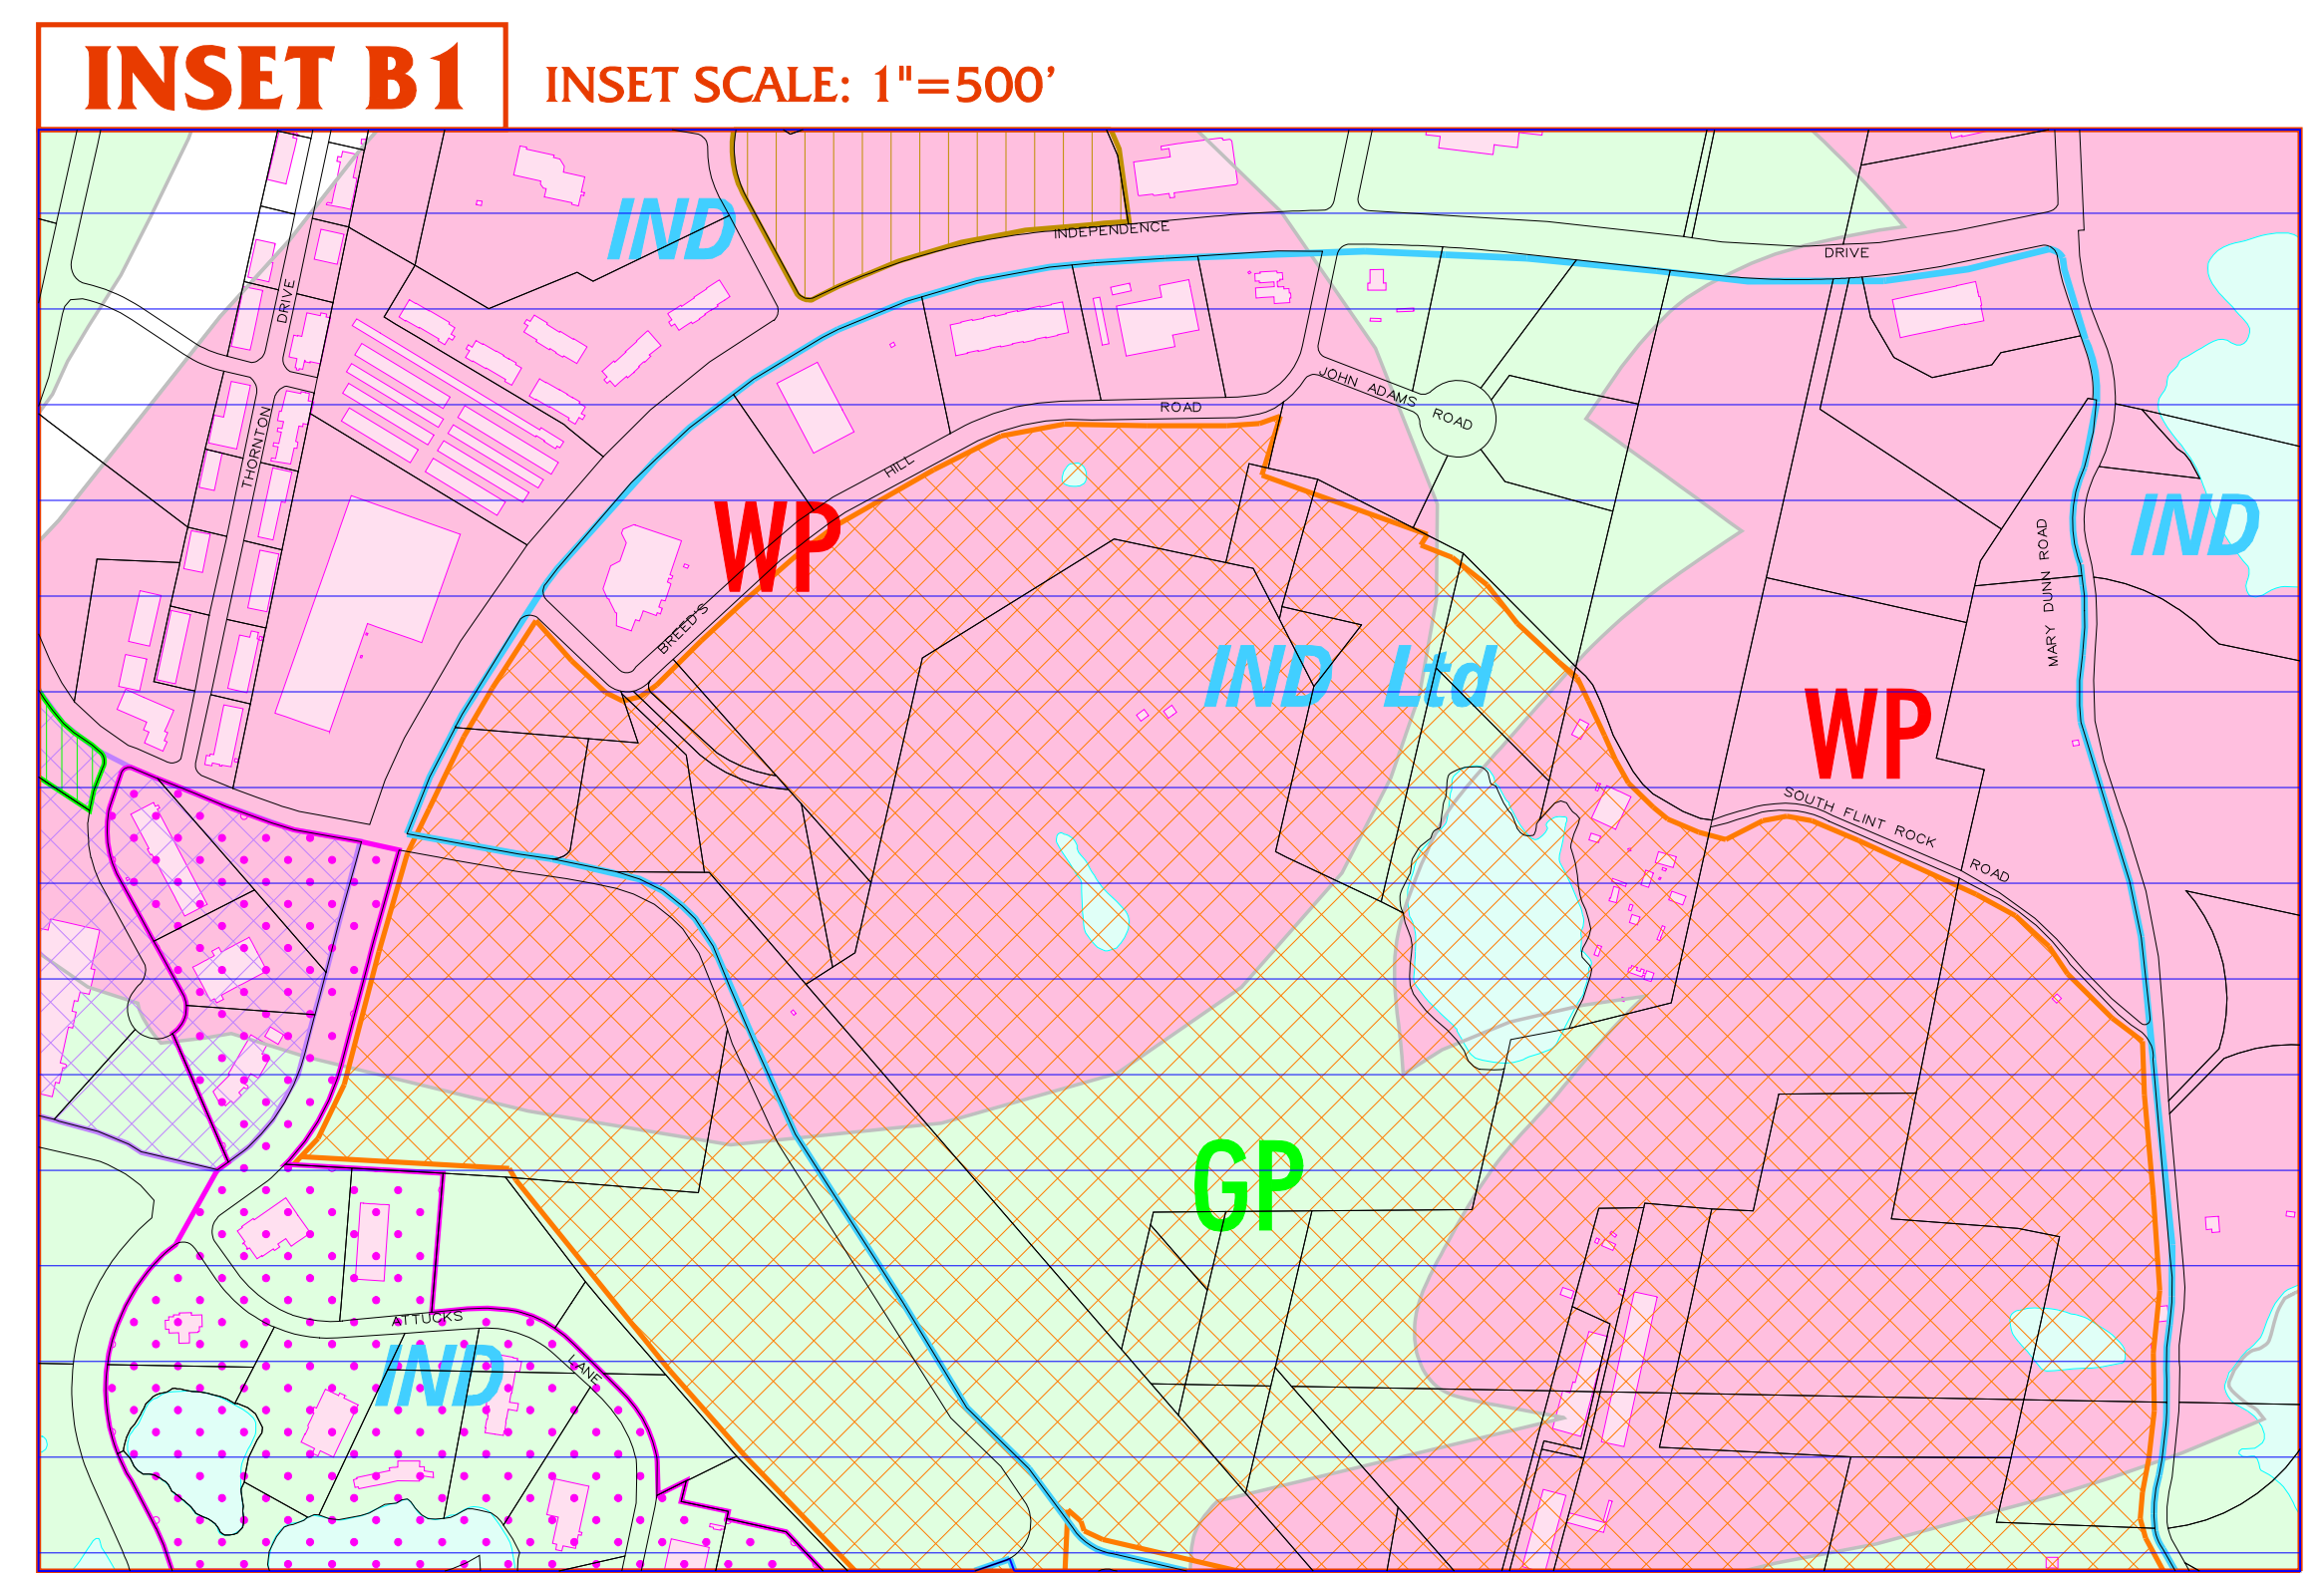 INSET B1
INSET SCALE: 1"=500'
IND
INDEPENDENCE
DRIVE
DRIVE
THORNTON
JOHN ADAMS
ROAD
ROAD
HILL
BREED'S
WP
IND
MARY DUNN ROAD
IND Ltd
WP
SOUTH FLINT ROCK
ROAD
GP
ATTUCKS
LANE
IND